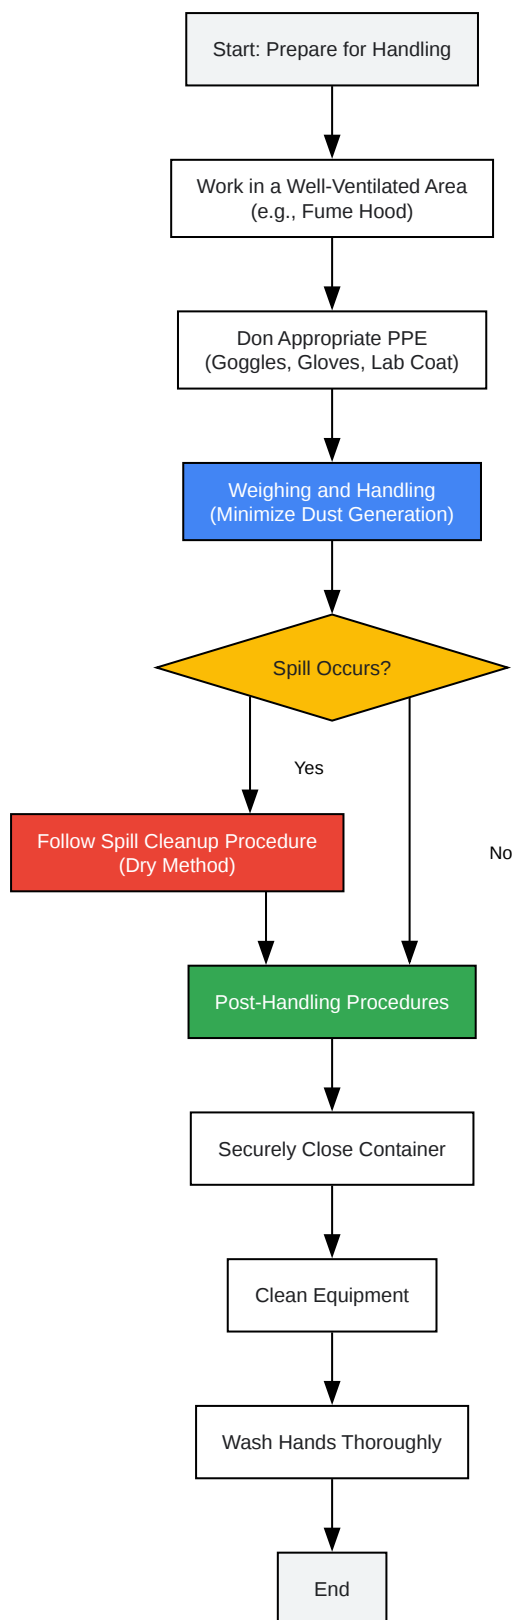 Start: Prepare for Handling
Work in a Well-Ventilated Area
(e.g., Fume Hood)
Don Appropriate PPE
(Goggles, Gloves, Lab Coat)
Weighing and Handling
(Minimize Dust Generation)
Spill Occurs?
Yes
Follow Spill Cleanup Procedure
(Dry Method)
No
Post-Handling Procedures
Securely Close Container
Clean Equipment
Wash Hands Thoroughly
End